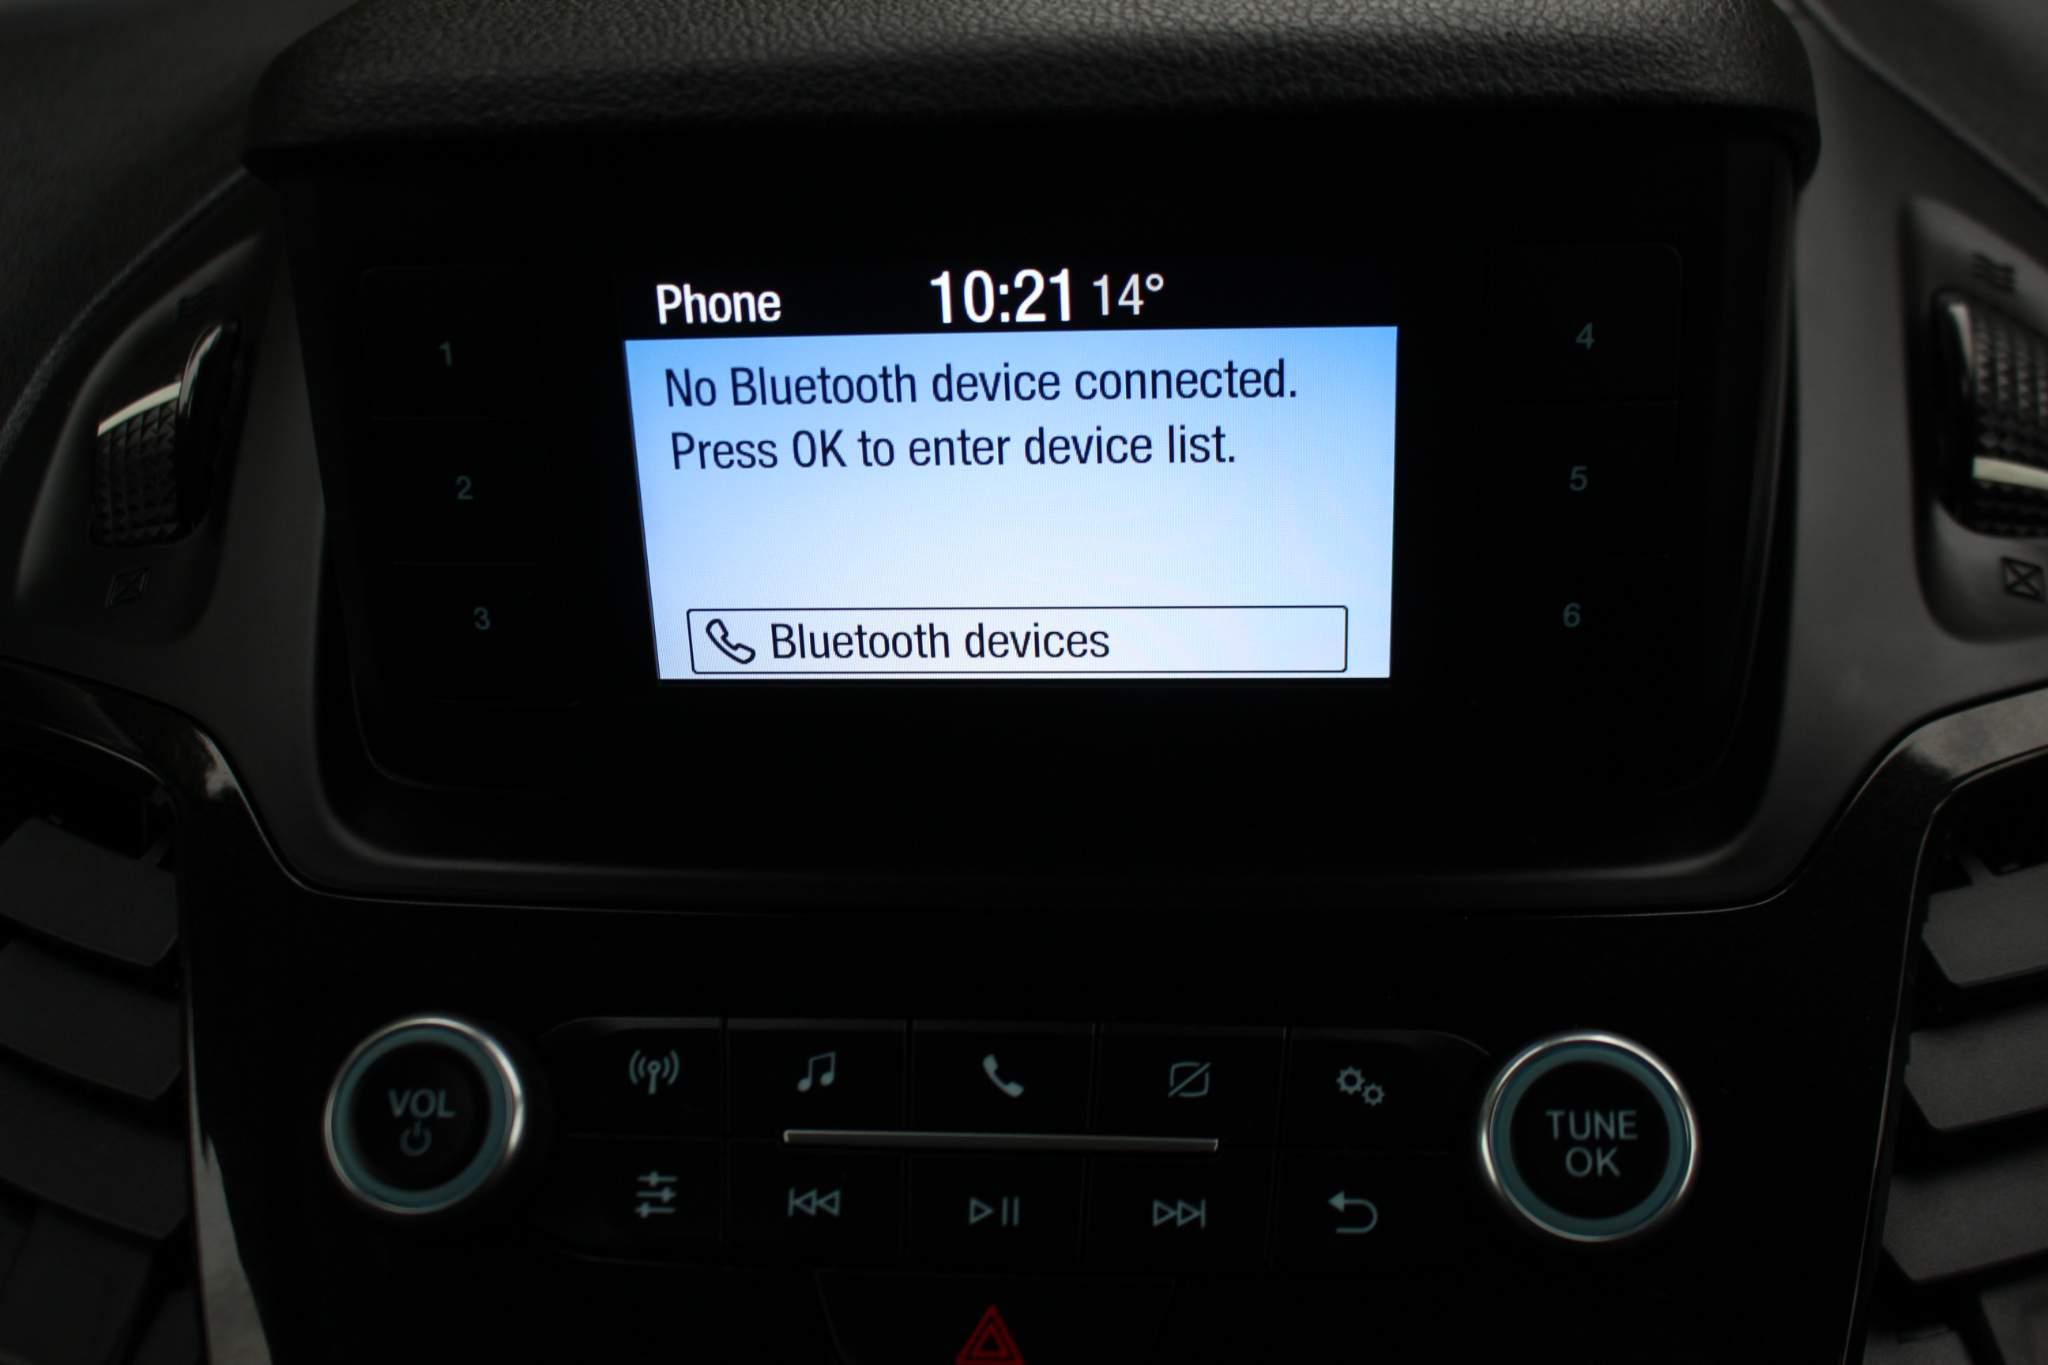 Phone 10:21 14°
No Bluetooth device connected.
Press OK to enter device list.
Bluetooth devices
1
2
3
4
5
6
VOL
TUNE
OK